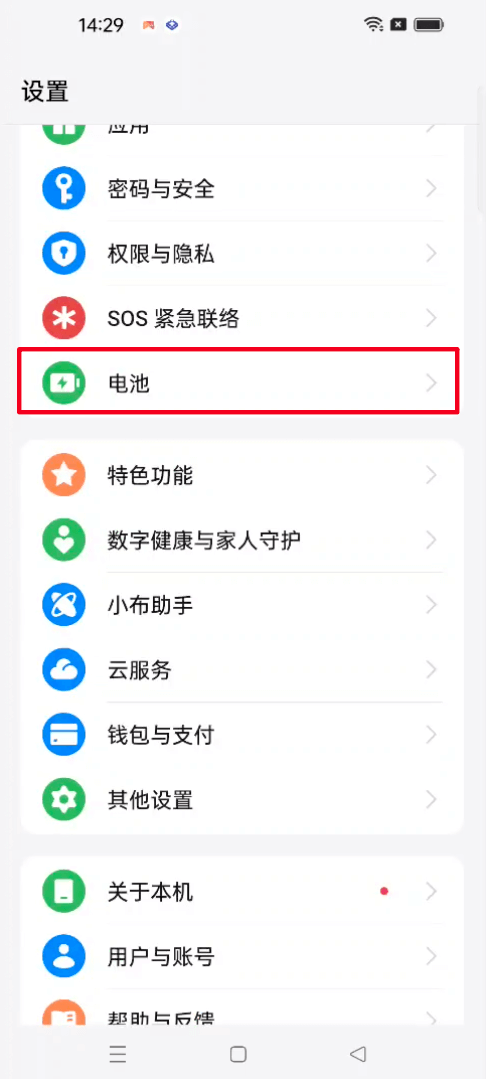 14:29
设置
应用
密码与安全
权限与隐私
SOS 紧急联络
电池
特色功能
数字健康与家人守护
小布助手
云服务
钱包与支付
其他设置
关于本机
用户与账号
帮助与反馈